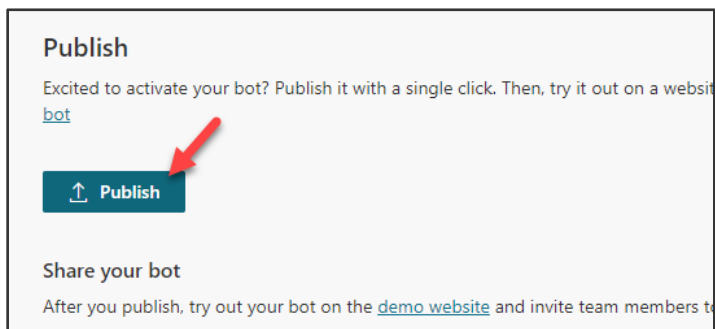 Publish
Excited to activate your bot? Publish it with a single click. Then, try it out on a websit
bot
Publish
Share your bot
After you publish, try out your bot on the demo website and invite team members to